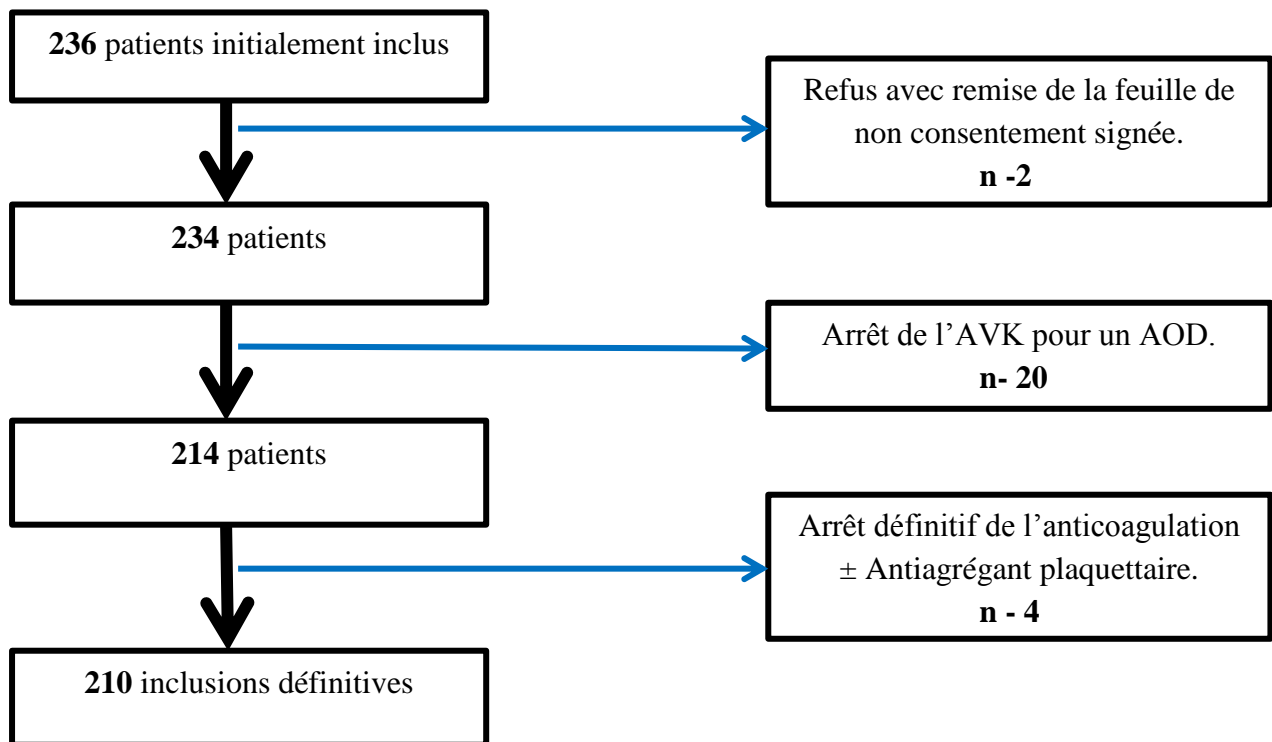 236 patients initialement inclus
Refus avec remise de la feuille de
non consentement signée.
n -2
234 patients
Arrêt de l’AVK pour un AOD.
n- 20
214 patients
Arrêt définitif de l’anticoagulation
± Antiagrégant plaquettaire.
n - 4
210 inclusions définitives